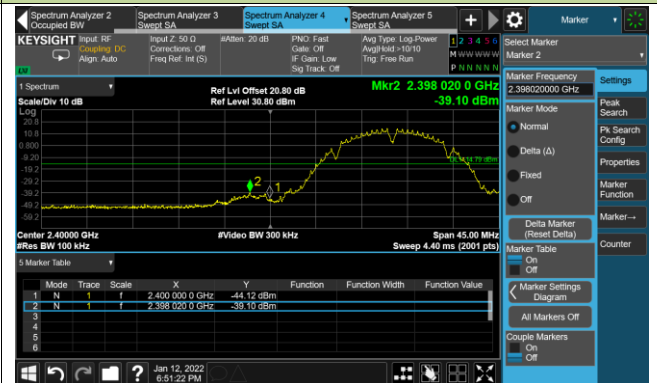 Spectrum Analyzer 2
Occupied BW
Spectrum Analyzer 3
Swept SA
Spectrum Analyzer 4
Swept SA
Spectrum Analyzer 5
Swept SA
+
Marker
KEYSIGHT
Input: RF
Coupling: DC
Align: Auto
Input Z: 50 Ω
Corrections: Off
Freq Ref: Int (S)
#Atten: 20 dB
PNO: Fast
Gate: Off
IF Gain: Low
Sig Track: Off
Avg Type: Log-Power
Avg|Hold:>10/10
Trig: Free Run
1 2 3 4 5 6
M W W W W W
P N N N N N
LXI
Select Marker
Marker 2
1 Spectrum
Scale/Div 10 dB
Log
Ref Lvl Offset 20.80 dB
Ref Level 30.80 dBm
Mkr2 2.398 020 0 GHz
-39.10 dBm
20.8
10.8
0.800
-9.20
-19.2
-29.2
-39.2
-49.2
-59.2
2
1
Center 2.40000 GHz
#Res BW 100 kHz
#Video BW 300 kHz
Span 45.00 MHz
Sweep 4.40 ms (2001 pts)
5 Marker Table
Mode Trace Scale X Y Function Function Width Function Value
1 N 1 f 2.400 000 0 GHz -44.12 dBm
2 N 1 f 2.398 020 0 GHz -39.10 dBm
3
4
5
6
Marker Frequency
2.398020000 GHz
Marker Mode
Normal
Delta (Δ)
Fixed
Off
Delta Marker
(Reset Delta)
Marker Table
On
Off
Marker Settings
Diagram
All Markers Off
Couple Markers
On
Off
Settings
Peak
Search
Pk Search
Config
Properties
Marker
Function
Marker→
Counter
?
Jan 12, 2022
6:51:22 PM